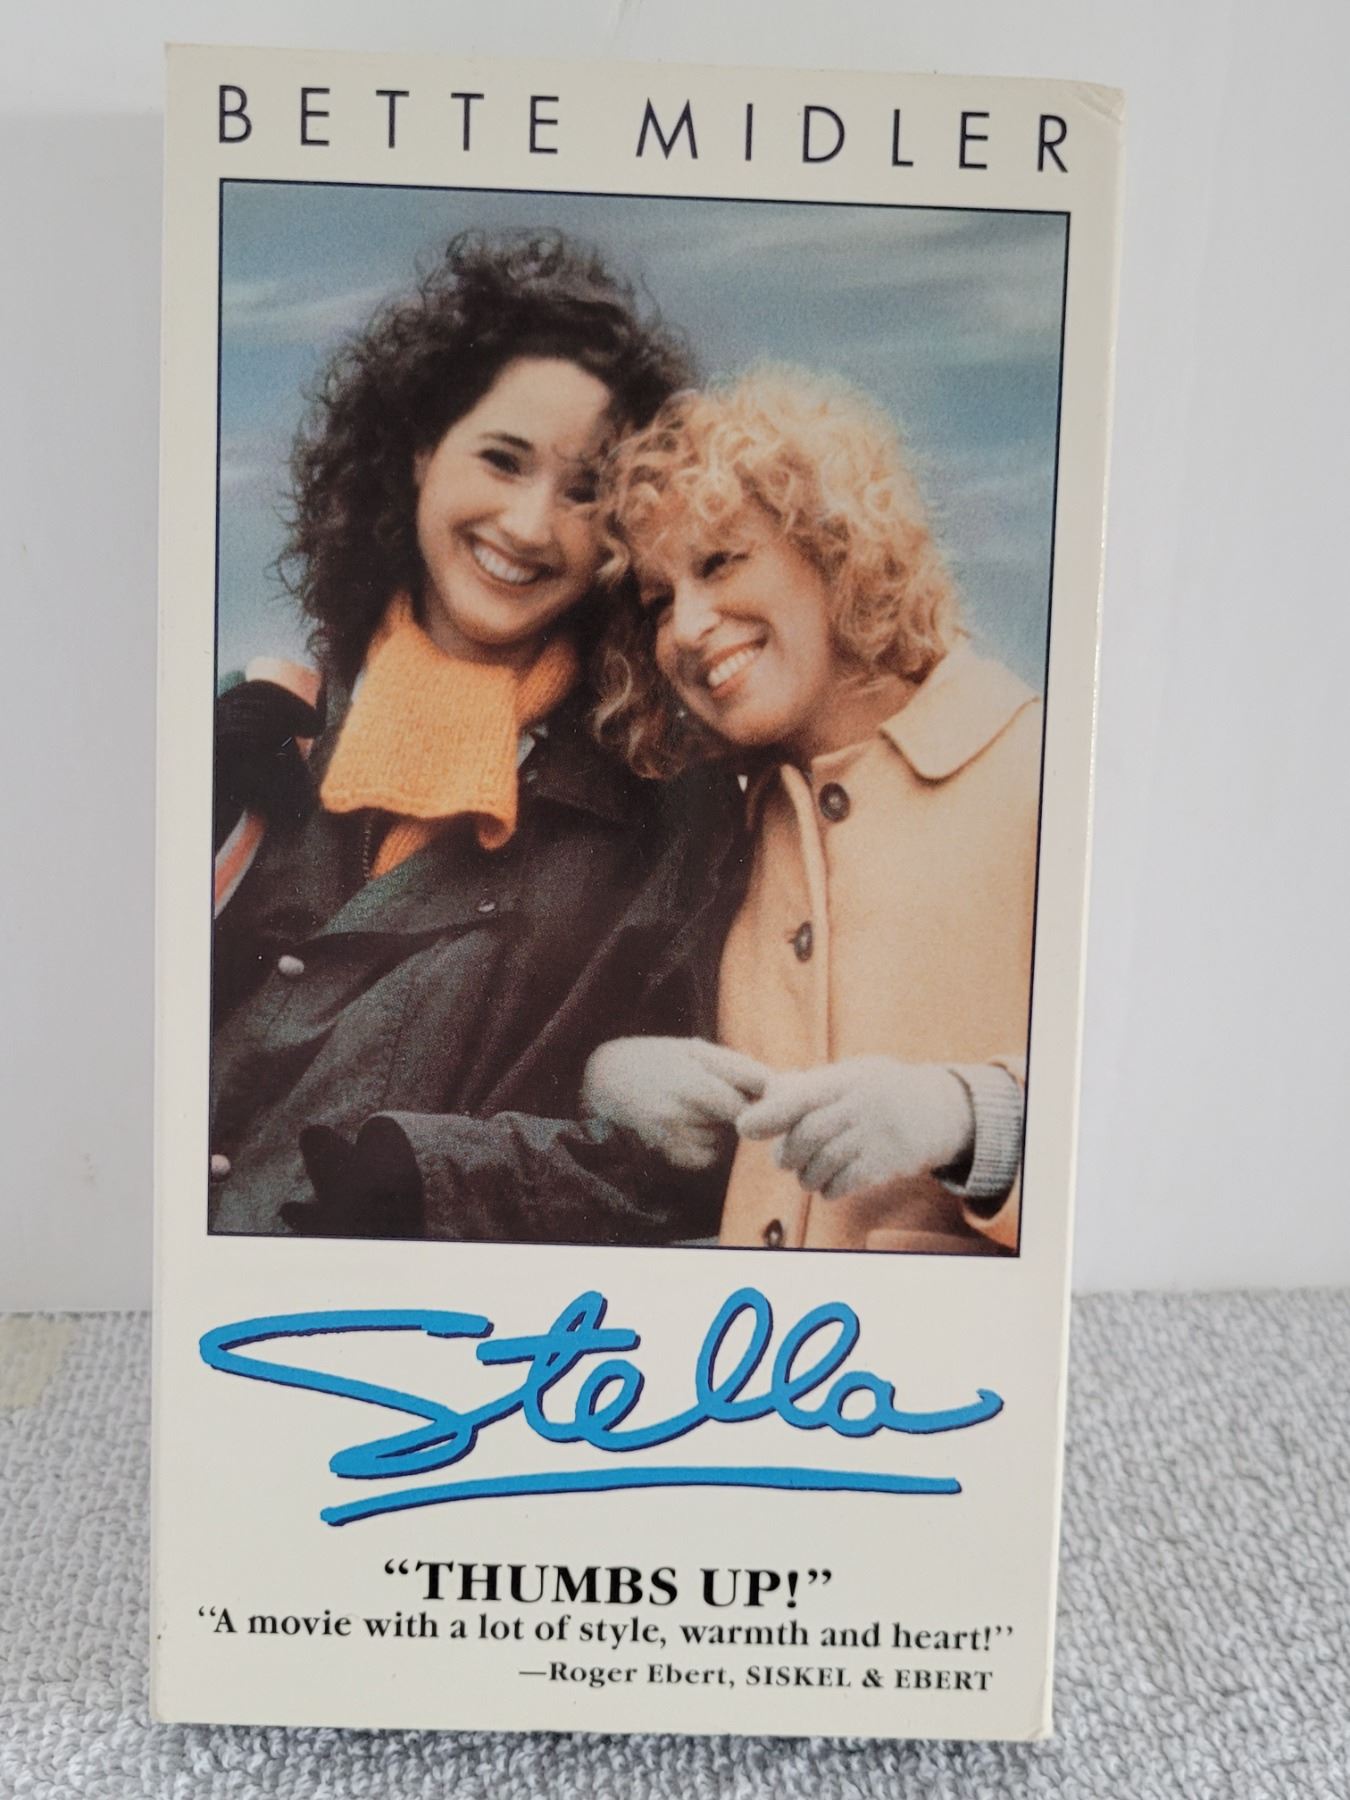 BETTE MIDLER
Stella
“THUMBS UP!”
“A movie with a lot of style, warmth and heart!”
—Roger Ebert, SISKEL & EBERT